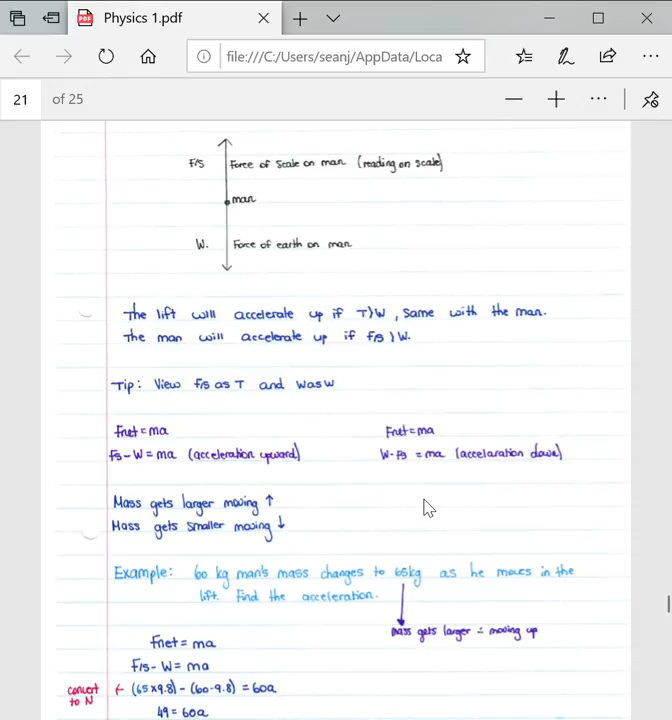 Physics 1.pdf
file:///C:/Users/seanj/AppData/Loca
21 of 25
F/S Force of scale on man (reading on scale)
man
W. Force of earth on man
The lift will accelerate up if T>W, same with the man.
The man will accelerate up if F/s > W.
Tip: View F/s as T and W as W
Fnet = ma
Fs - W = ma (acceleration upward)
Fnet = ma
W - Fs = ma (accelaration down)
Mass gets larger moving ↑
Mass gets smaller moving ↓
Example: 60 kg man's mass changes to 65kg as he moves in the
lift. Find the acceleration.
mass gets larger = moving up
Fnet = ma
F/s - W = ma
convert
to N
← (65×9.8) - (60·9.8) = 60a
49 = 60a